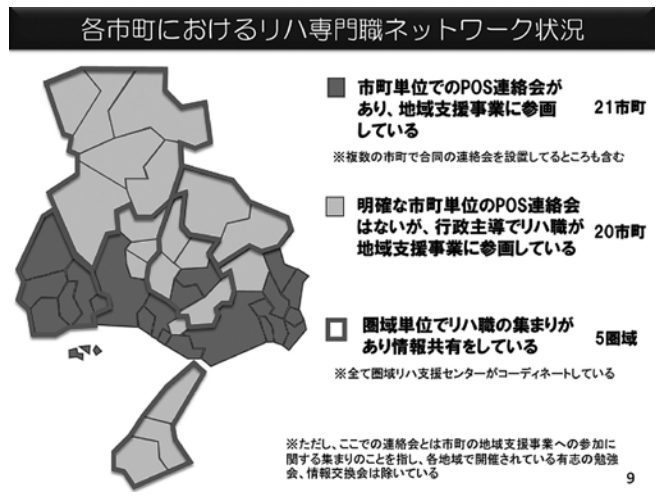 各市町におけるリハ専門職ネットワーク状況
市町単位でのPOS連絡会が
あり、地域支援事業に参画
している
21市町
※複数の市町で合同の連絡会を設置してるところも含む
明確な市町単位のPOS連絡会
はないが、行政主導でリハ職が
地域支援事業に参画している
20市町
圏域単位でリハ職の集まりが
あり情報共有をしている
5圏域
※全て圏域リハ支援センターがコーディネートしている
※ただし、ここでの連絡会とは市町の地域支援事業への参加に
関する集まりのことを指し、各地域で開催されている有志の勉強
会、情報交換会は除いている
9